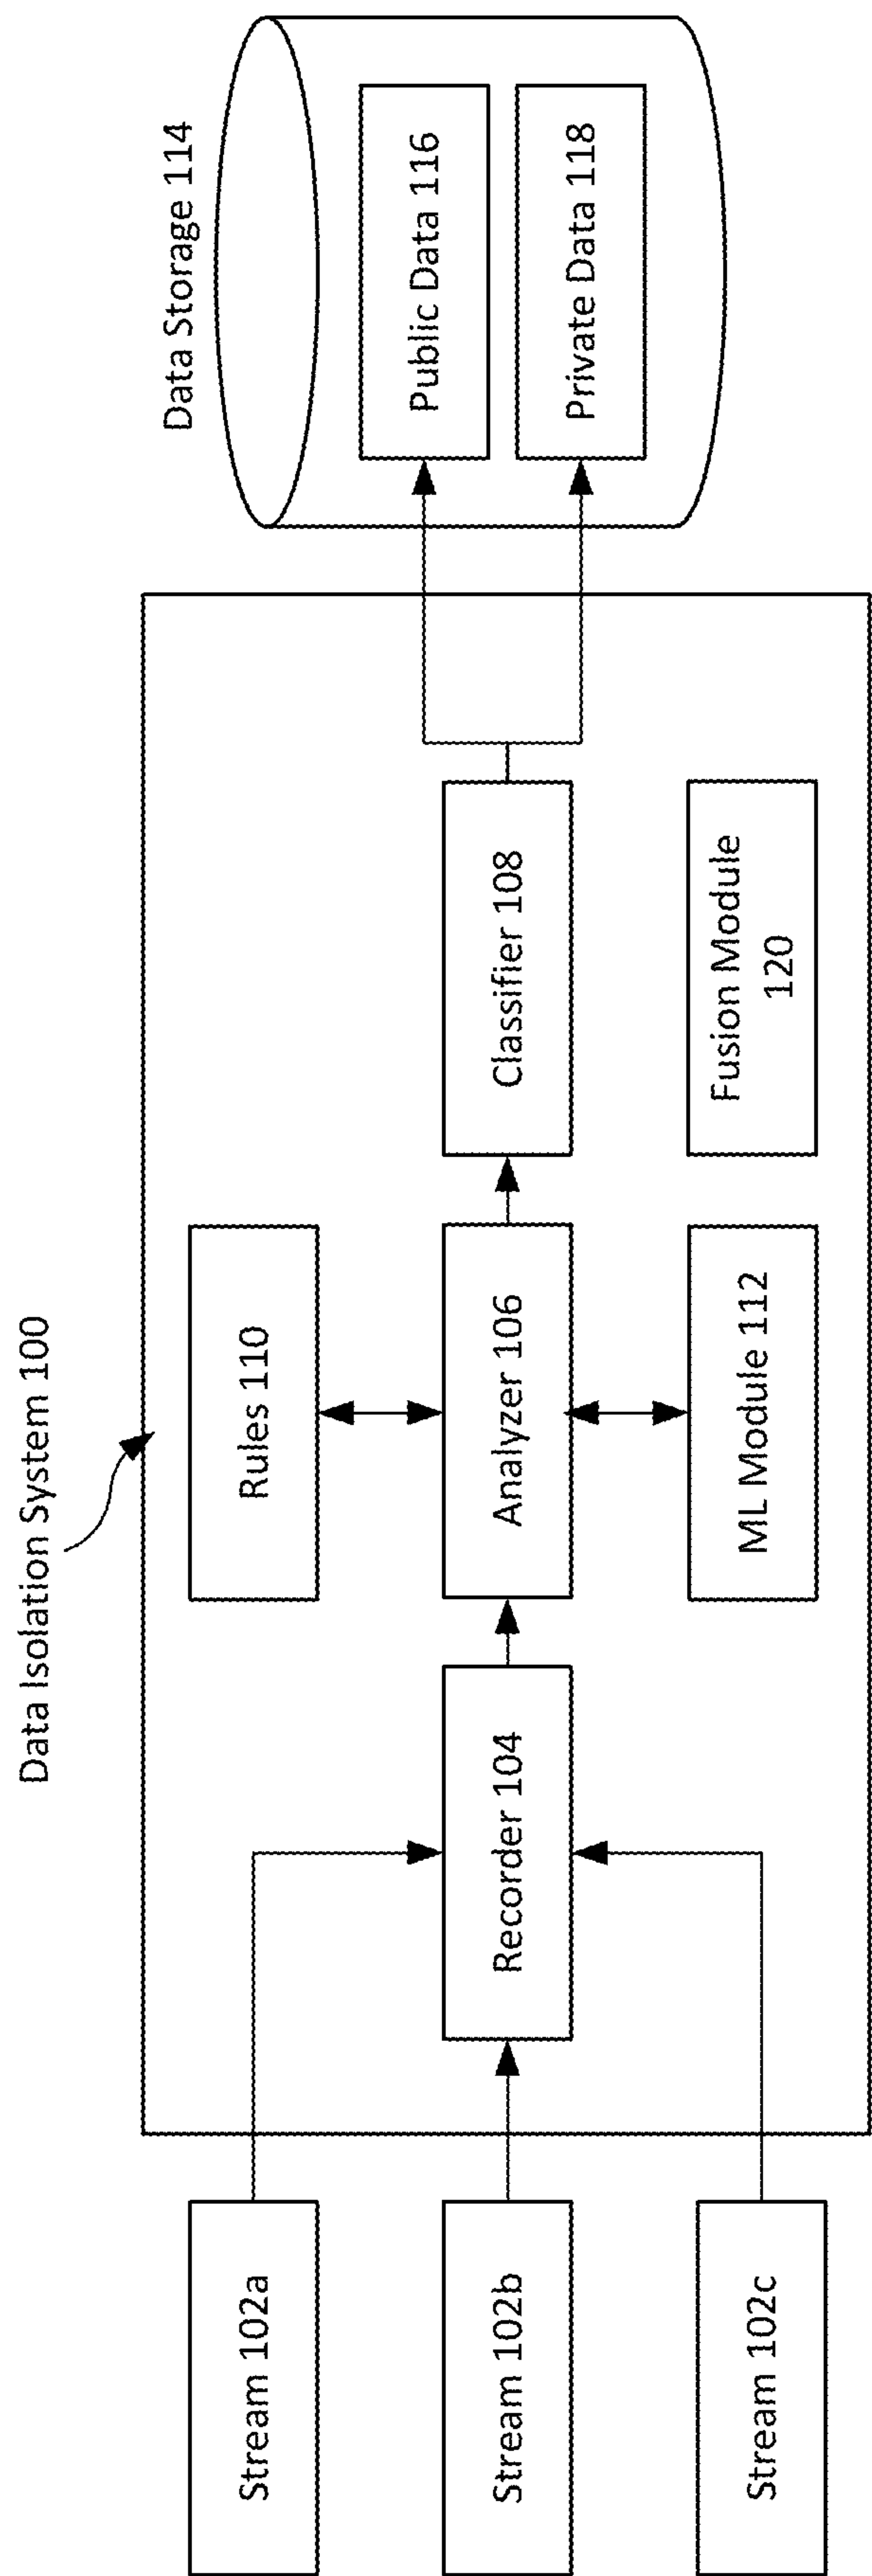 Data Isolation System 100
Data Storage 114
Stream 102a
Stream 102b
Stream 102c
Recorder 104
Rules 110
Analyzer 106
ML Module 112
Classifier 108
Fusion Module
120
Public Data 116
Private Data 118